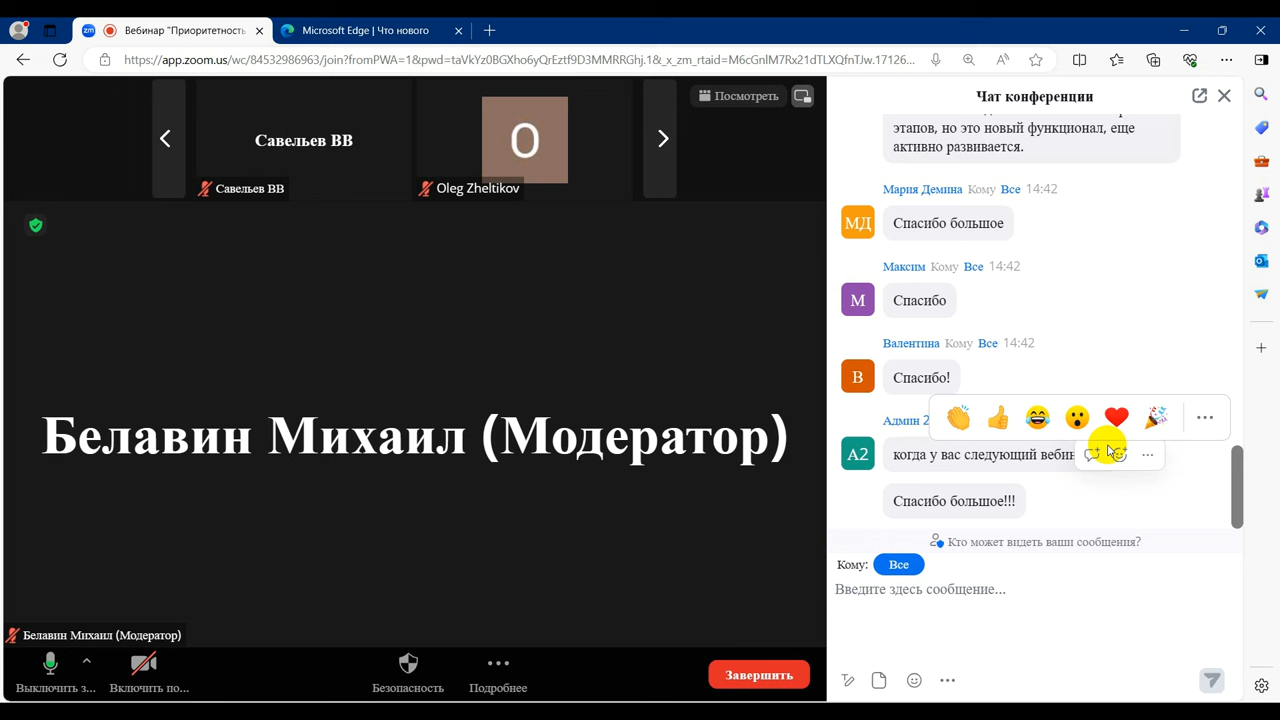 Вебинар "Приоритетность
Microsoft Edge | Что нового
https://app.zoom.us/wc/84532986963/join?fromPWA=1&pwd=taVkYz0BGXho6yQrEztf9D3MMRRGhj.1&_x_zm_rtaid=M6cGnlM7Rx21dTLXQfnTJw.17126...
Савельев ВВ
Савельев ВВ
O
Oleg Zheltikov
Посмотреть
Белавин Михаил (Модератор)
Белавин Михаил (Модератор)
Выключить з...
Включить по...
Безопасность
Подробнее
Завершить
Чат конференции
этапов, но это новый функционал, еще
активно развивается.
Мария Демина Кому Все 14:42
МД
Спасибо большое
Максим Кому Все 14:42
М
Спасибо
Валентина Кому Все 14:42
В
Спасибо!
Админ 2
А2
когда у вас следующий
Спасибо большое!!!
Кто может видеть ваши сообщения?
Кому: Все
Введите здесь сообщение...